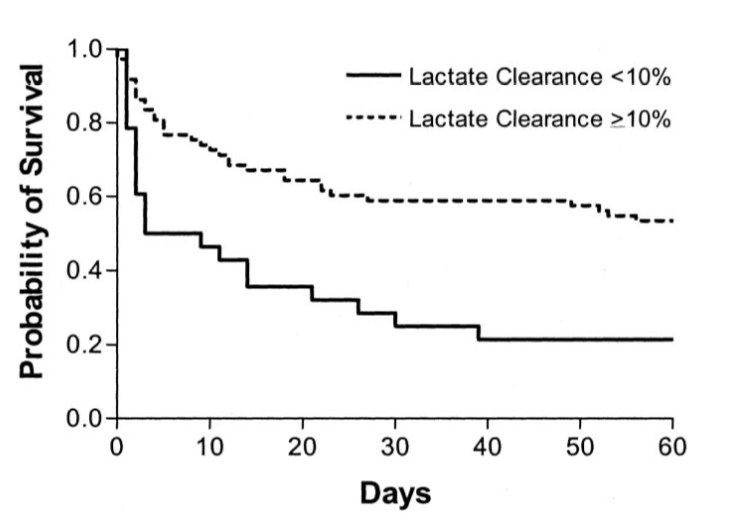 Probability of Survival
1.0
0.8
0.6
0.4
0.2
0.0
Lactate Clearance <10%
Lactate Clearance ≥10%
0 10 20 30 40 50 60
Days